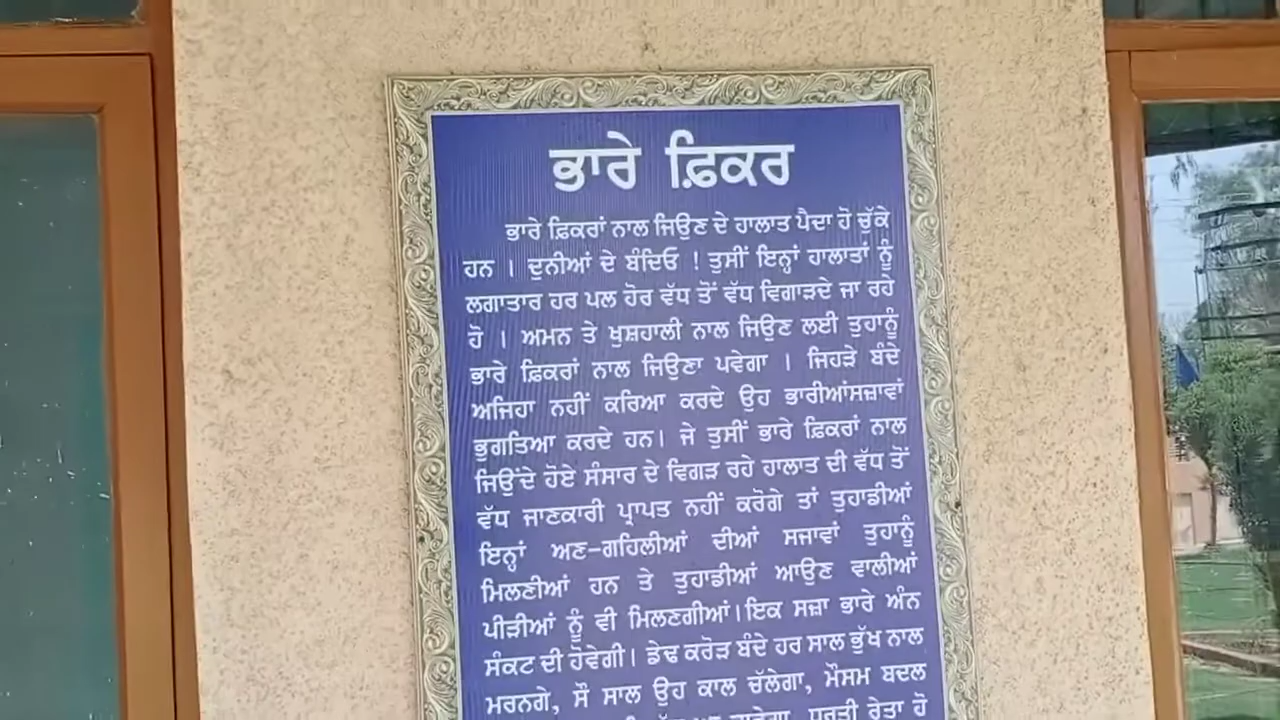 ਭਾਰੇ ਫ਼ਿਕਰ
ਭਾਰੇ ਫ਼ਿਕਰਾਂ ਨਾਲ ਜਿਉਣ ਦੇ ਹਾਲਾਤ ਪੈਦਾ ਹੋ ਚੁੱਕੇ
ਹਨ । ਦੁਨੀਆਂ ਦੇ ਬੰਦਿਓ ! ਤੁਸੀਂ ਇਨ੍ਹਾਂ ਹਾਲਾਤਾਂ ਨੂੰ
ਲਗਾਤਾਰ ਹਰ ਪਲ ਹੋਰ ਵੱਧ ਤੋਂ ਵੱਧ ਵਿਗਾੜਦੇ ਜਾ ਰਹੇ
ਹੋ । ਅਮਨ ਤੇ ਖੁਸ਼ਹਾਲੀ ਨਾਲ ਜਿਉਣ ਲਈ ਤੁਹਾਨੂੰ
ਭਾਰੇ ਫ਼ਿਕਰਾਂ ਨਾਲ ਜਿਉਣਾ ਪਵੇਗਾ । ਜਿਹੜੇ ਬੰਦੇ
ਅਜਿਹਾ ਨਹੀਂ ਕਰਿਆ ਕਰਦੇ ਉਹ ਭਾਰੀਆਂਸਜ਼ਾਵਾਂ
ਭੁਗਤਿਆ ਕਰਦੇ ਹਨ। ਜੇ ਤੁਸੀਂ ਭਾਰੇ ਫ਼ਿਕਰਾਂ ਨਾਲ
ਜਿਉਂਦੇ ਹੋਏ ਸੰਸਾਰ ਦੇ ਵਿਗੜ ਰਹੇ ਹਾਲਾਤ ਦੀ ਵੱਧ ਤੋਂ
ਵੱਧ ਜਾਣਕਾਰੀ ਪ੍ਰਾਪਤ ਨਹੀਂ ਕਰੋਗੇ ਤਾਂ ਤੁਹਾਡੀਆਂ
ਇਨ੍ਹਾਂ ਅਣ-ਗਹਿਲੀਆਂ ਦੀਆਂ ਸਜਾਵਾਂ ਤੁਹਾਨੂੰ
ਮਿਲਣੀਆਂ ਹਨ ਤੇ ਤੁਹਾਡੀਆਂ ਆਉਣ ਵਾਲੀਆਂ
ਪੀੜੀਆਂ ਨੂੰ ਵੀ ਮਿਲਣਗੀਆਂ।ਇਕ ਸਜ਼ਾ ਭਾਰੇ ਅੰਨ
ਸੰਕਟ ਦੀ ਹੋਵੇਗੀ। ਡੇਢ ਕਰੋੜ ਬੰਦੇ ਹਰ ਸਾਲ ਭੁੱਖ ਨਾਲ
ਮਰਨਗੇ, ਸੌ ਸਾਲ ਉਹ ਕਾਲ ਚੱਲੇਗਾ, ਮੌਸਮ ਬਦਲ
ਧਰਤੀ ਰੇਤਾ ਹੋ